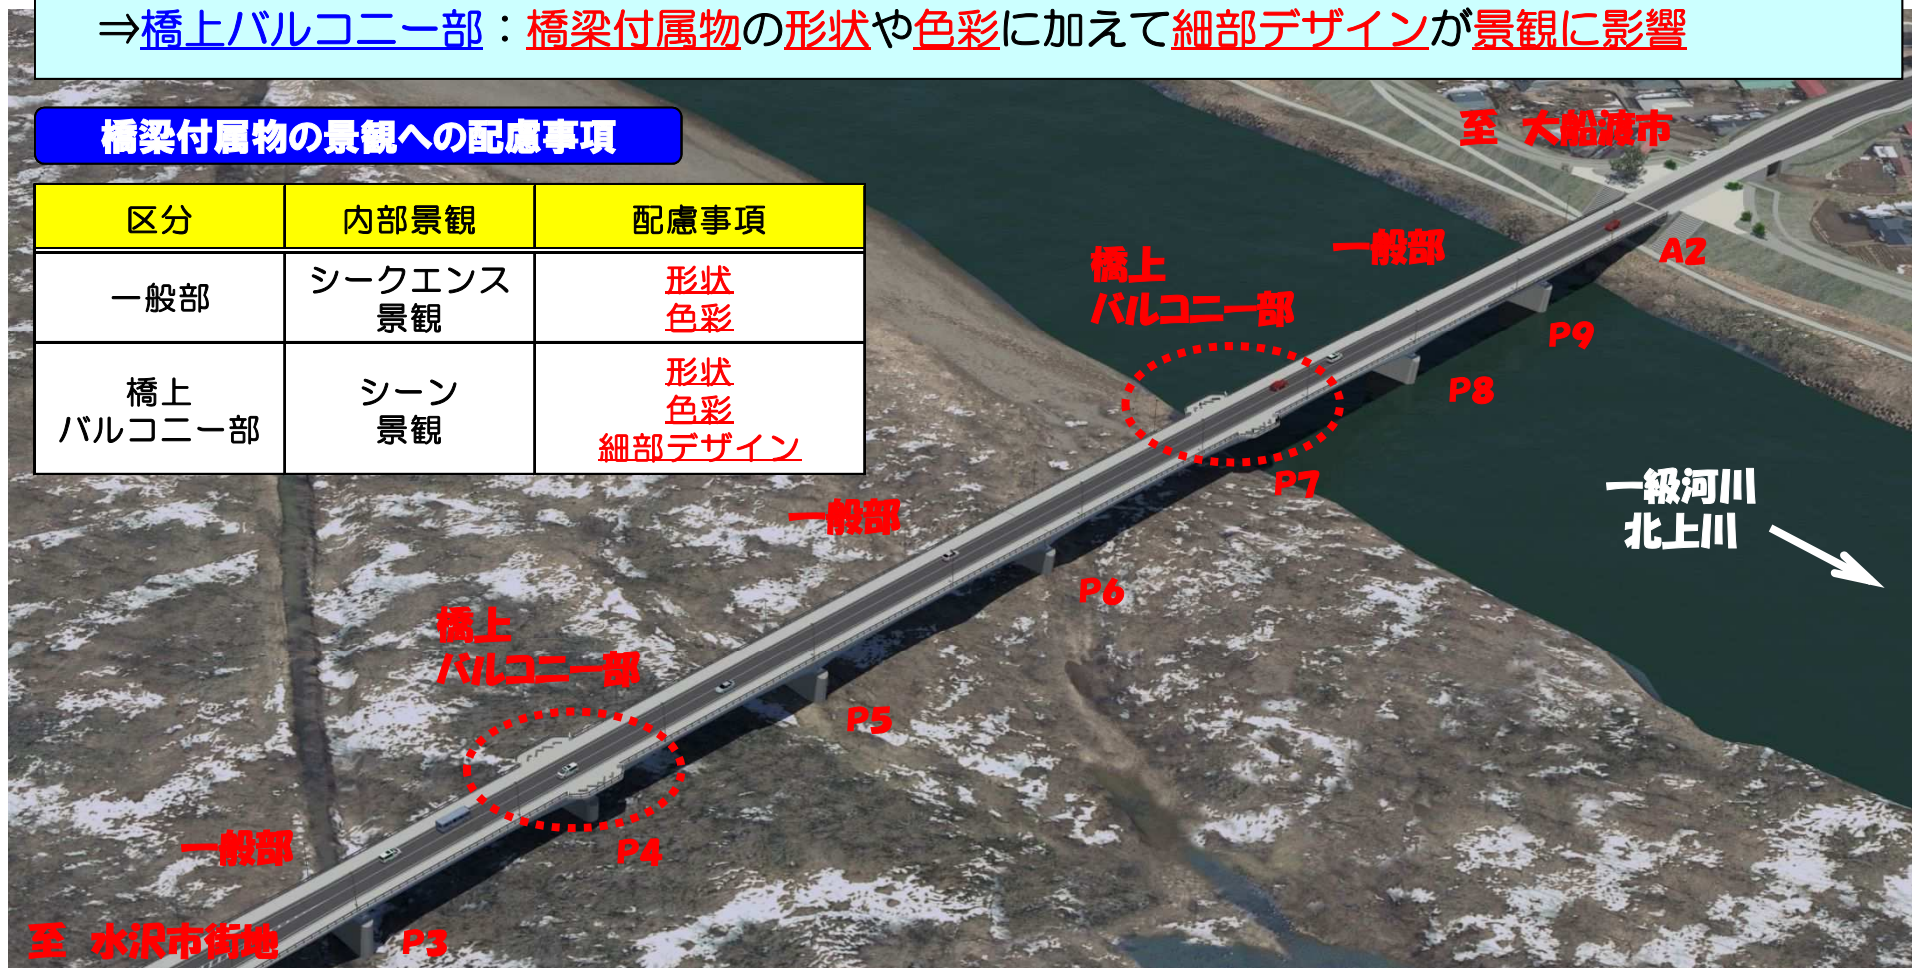 ⇒橋上バルコニー部：橋梁付属物の形状や色彩に加えて細部デザインが景観に影響
橋梁付属物の景観への配慮事項
区分 内部景観 配慮事項
一般部 シークエンス景観 形状 色彩
橋上バルコニー部 シーン景観 形状 色彩 細部デザイン
至 大船渡市
A2
一般部
橋上
バルコニー部
P9
P8
P7
一級河川
北上川
一般部
P6
橋上
バルコニー部
P5
P4
一般部
至 水沢市街地
P3